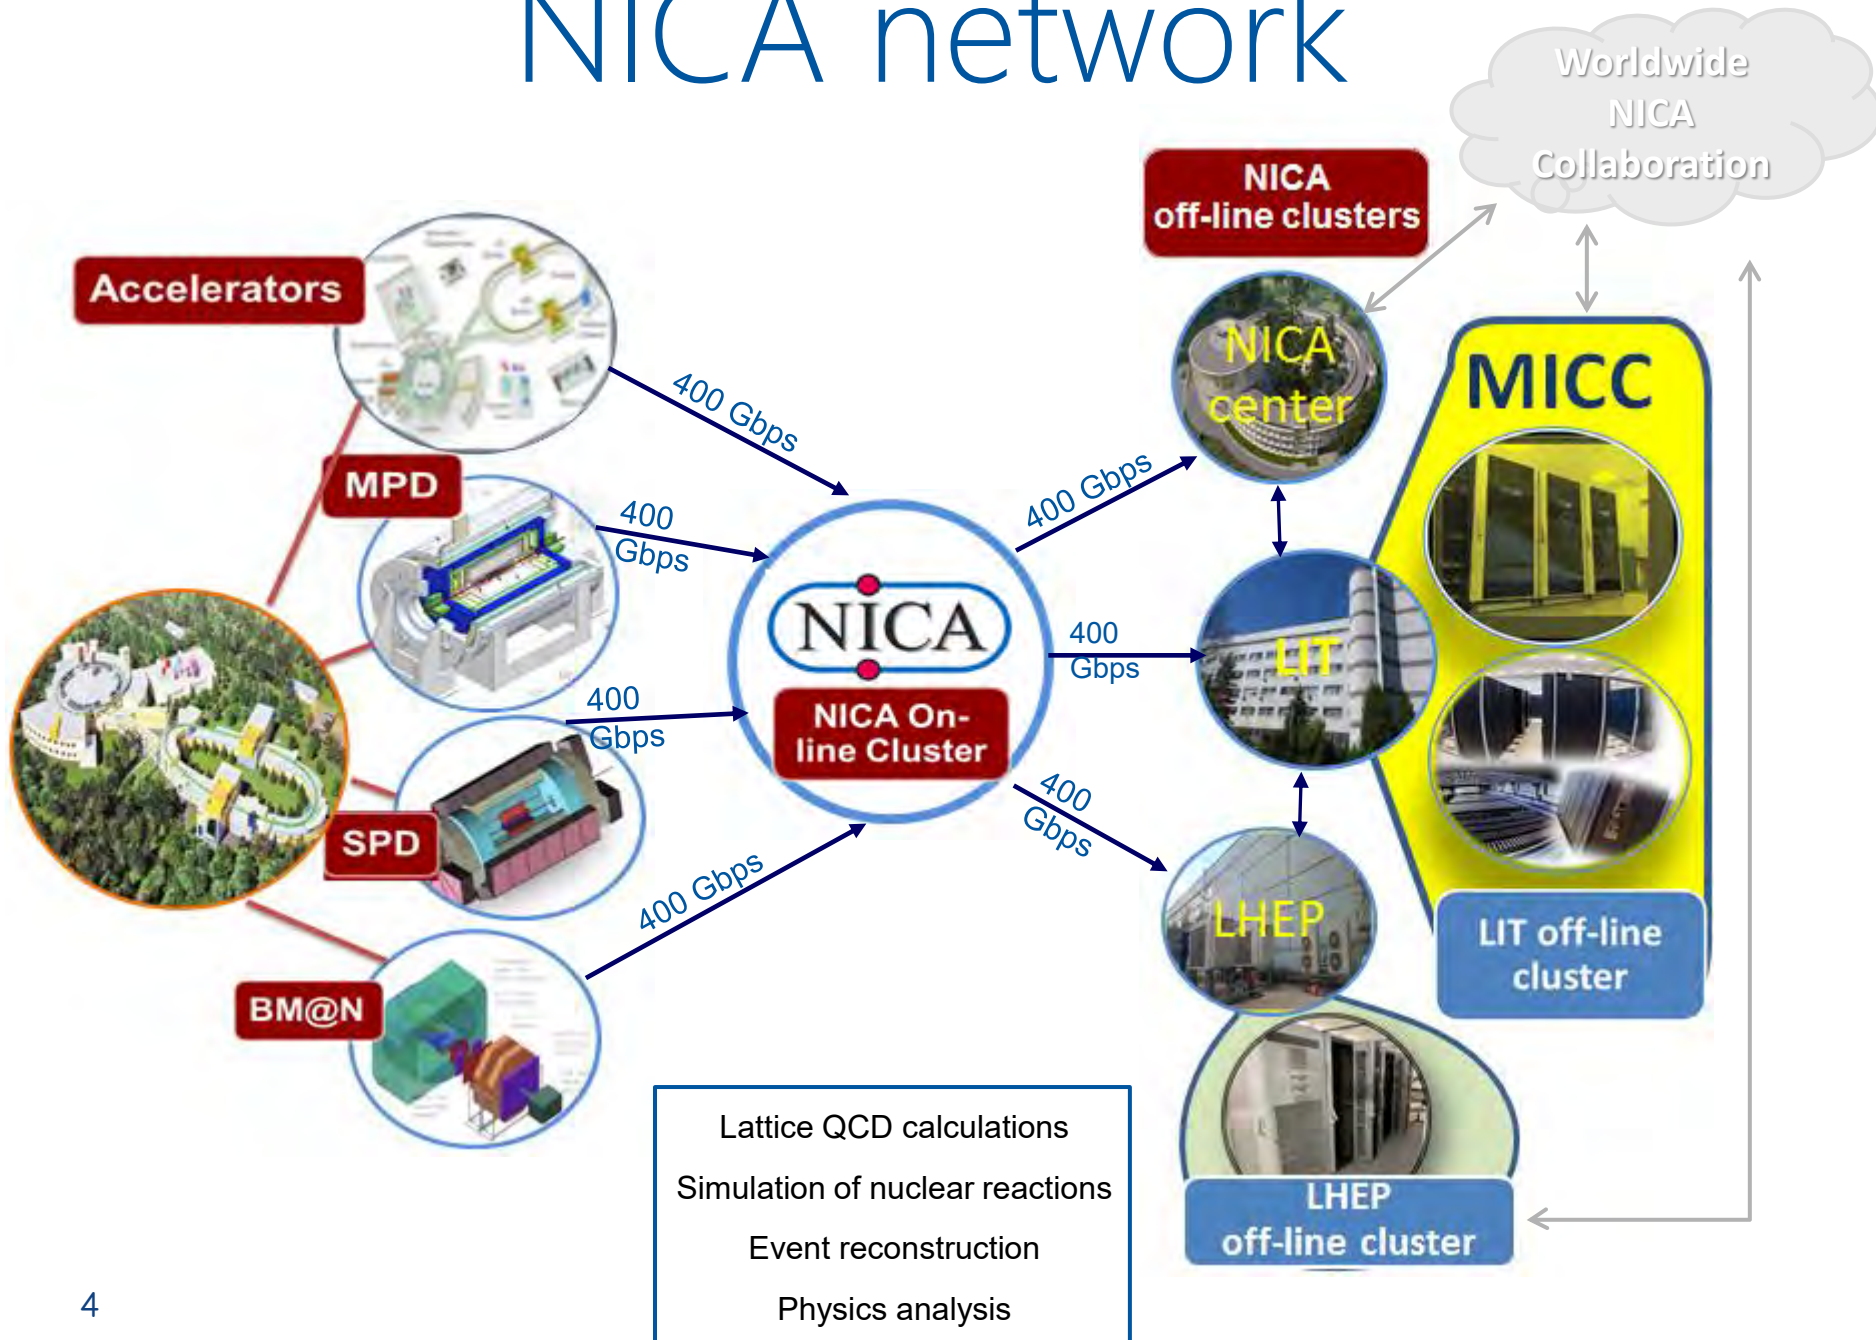 NICA network
Worldwide
NICA
Collaboration
NICA
off-line clusters
Accelerators
400 Gbps
NICA
center
MICC
MPD
400
Gbps
400 Gbps
NICA
NICA On-
line Cluster
400
Gbps
LIT
400
Gbps
SPD
400
Gbps
400 Gbps
LHEP
LIT off-line
cluster
BM@N
Lattice QCD calculations
Simulation of nuclear reactions
Event reconstruction
Physics analysis
LHEP
off-line cluster
4